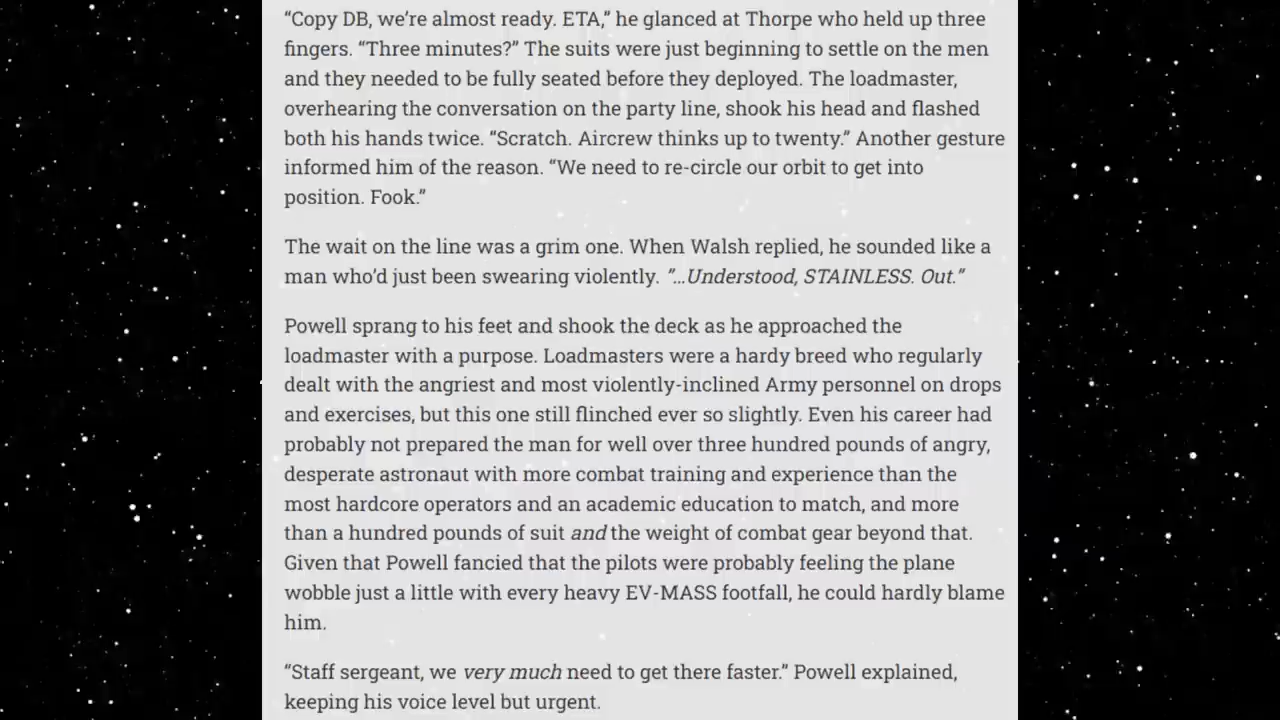 “Copy DB, we’re almost ready. ETA,” he glanced at Thorpe who held up three
fingers. “Three minutes?” The suits were just beginning to settle on the men
and they needed to be fully seated before they deployed. The loadmaster,
overhearing the conversation on the party line, shook his head and flashed
both his hands twice. “Scratch. Aircrew thinks up to twenty.” Another gesture
informed him of the reason. “We need to re-circle our orbit to get into
position. Fook.”
The wait on the line was a grim one. When Walsh replied, he sounded like a
man who’d just been swearing violently. ”…Understood, STAINLESS. Out.”
Powell sprang to his feet and shook the deck as he approached the
loadmaster with a purpose. Loadmasters were a hardy breed who regularly
dealt with the angriest and most violently-inclined Army personnel on drops
and exercises, but this one still flinched ever so slightly. Even his career had
probably not prepared the man for well over three hundred pounds of angry,
desperate astronaut with more combat training and experience than the
most hardcore operators and an academic education to match, and more
than a hundred pounds of suit and the weight of combat gear beyond that.
Given that Powell fancied that the pilots were probably feeling the plane
wobble just a little with every heavy EV-MASS footfall, he could hardly blame
him.
“Staff sergeant, we very much need to get there faster.” Powell explained,
keeping his voice level but urgent.